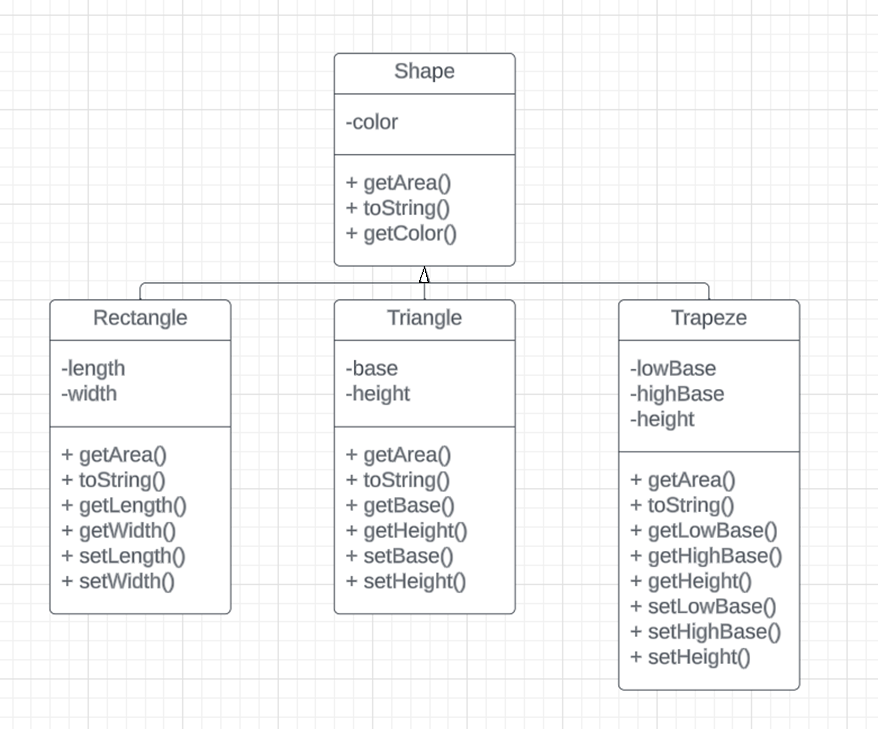 Shape
-color
+ getArea()
+ toString()
+ getColor()
Rectangle
-length
-width
+ getArea()
+ toString()
+ getLength()
+ getWidth()
+ setLength()
+ setWidth()
Triangle
-base
-height
+ getArea()
+ toString()
+ getBase()
+ getHeight()
+ setBase()
+ setHeight()
Trapeze
-lowBase
-highBase
-height
+ getArea()
+ toString()
+ getLowBase()
+ getHighBase()
+ getHeight()
+ setLowBase()
+ setHighBase()
+ setHeight()